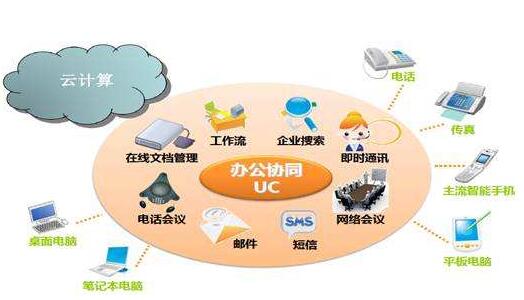 云计算
电话
传真
工作流
企业搜索
在线文档管理
即时通讯
办公协同
UC
主流智能手机
电话会议
网络会议
SMS
邮件
短信
桌面电脑
平板电脑
笔记本电脑